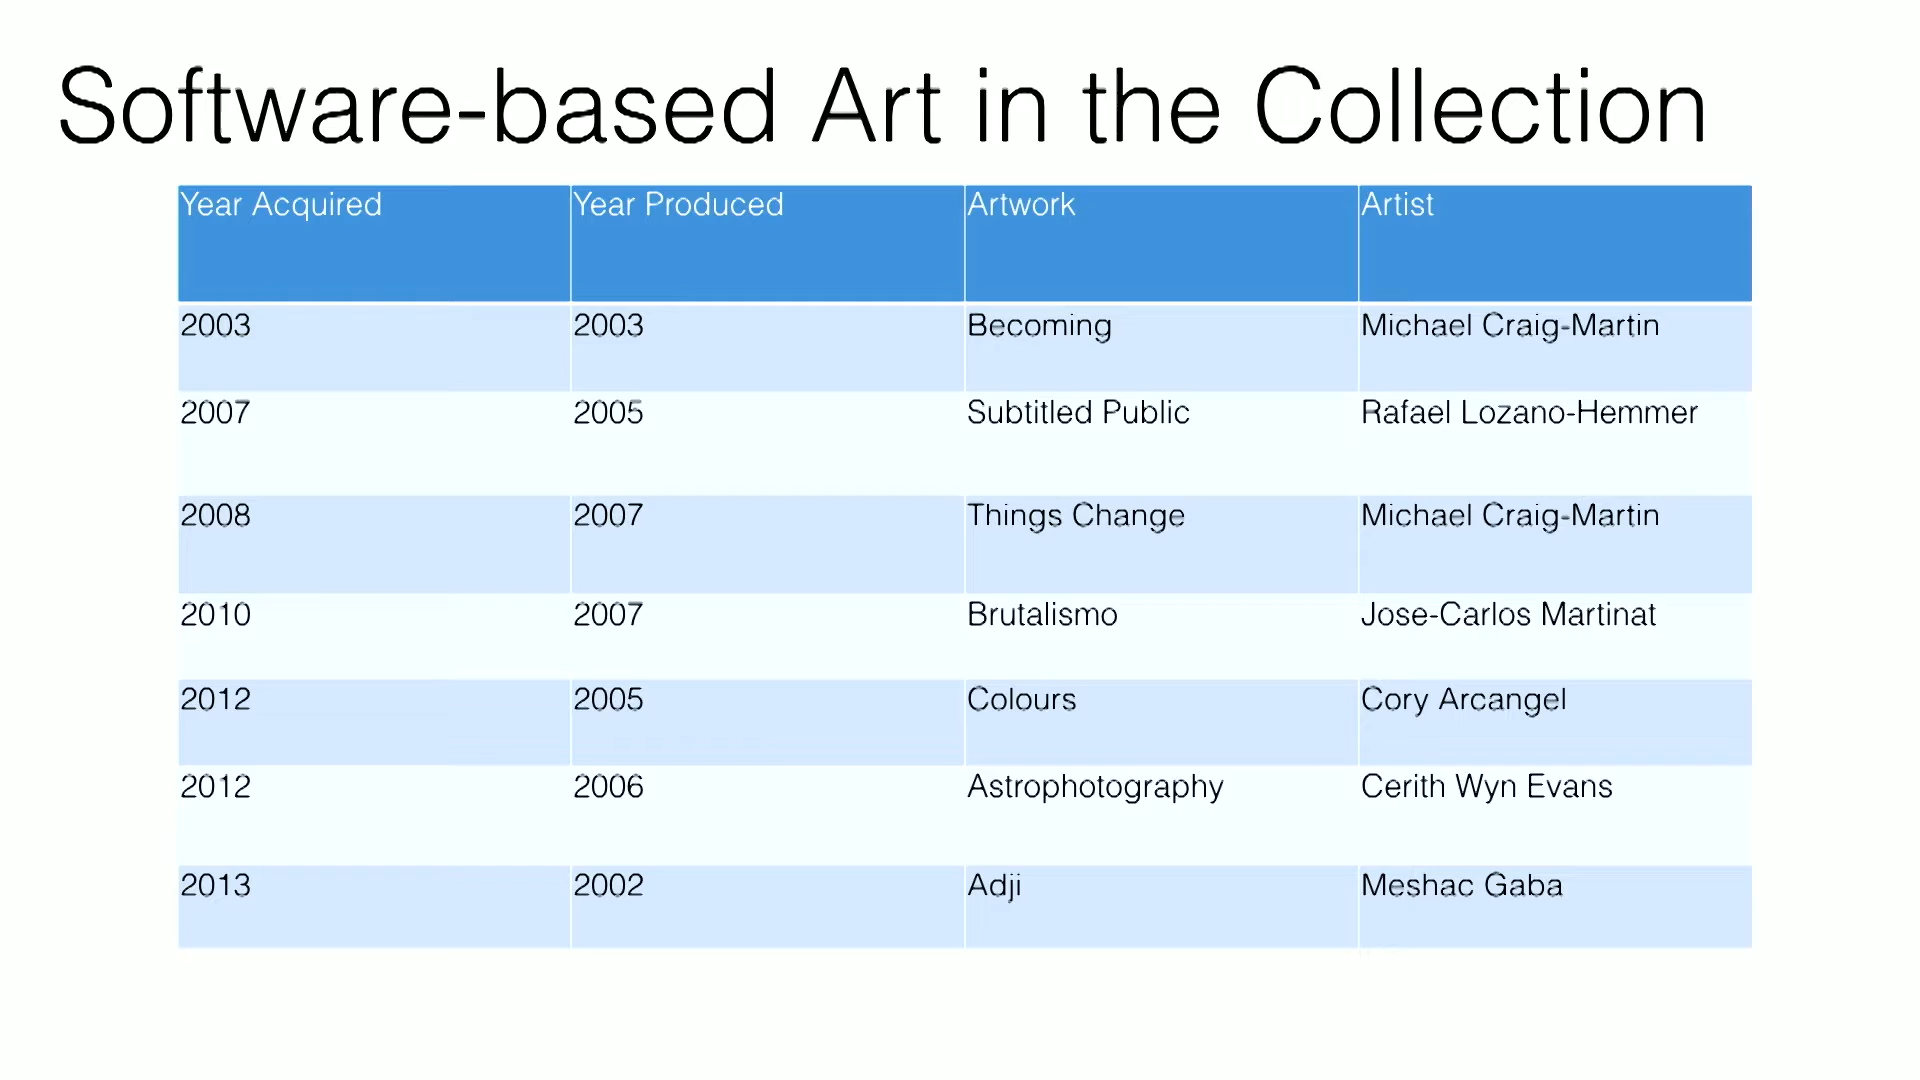 Software-based Art in the Collection
Year Acquired Year Produced Artwork Artist
2003 2003 Becoming Michael Craig-Martin
2007 2005 Subtitled Public Rafael Lozano-Hemmer
2008 2007 Things Change Michael Craig-Martin
2010 2007 Brutalismo Jose-Carlos Martinat
2012 2005 Colours Cory Arcangel
2012 2006 Astrophotography Cerith Wyn Evans
2013 2002 Adji Meshac Gaba